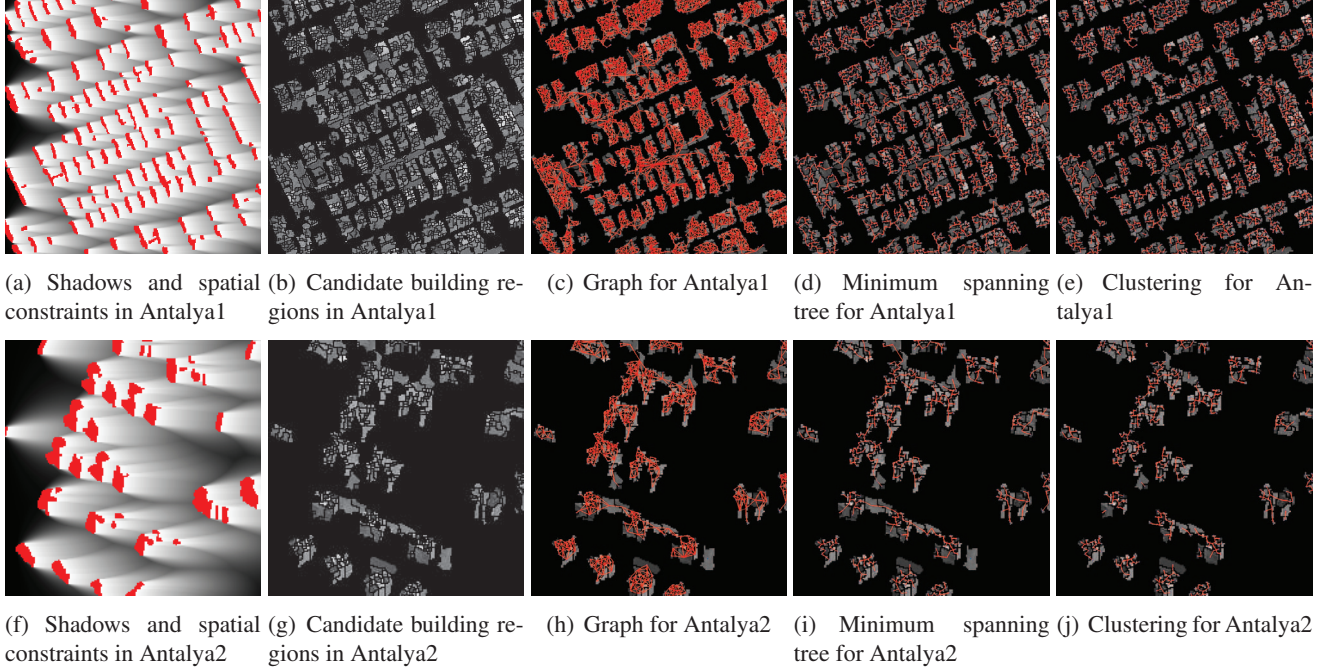 (a) Shadows and spatial
constraints in Antalya1
(b) Candidate building re-
gions in Antalya1
(c) Graph for Antalya1
(d) Minimum spanning
tree for Antalya1
(e) Clustering for An-
talya1
(f) Shadows and spatial
constraints in Antalya2
(g) Candidate building re-
gions in Antalya2
(h) Graph for Antalya2
(i) Minimum spanning
tree for Antalya2
(j) Clustering for Antalya2